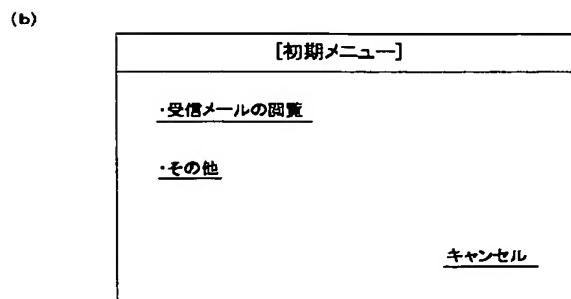 (b)
[初期メニュー]
・受信メールの閲覧
・その他
キャンセル